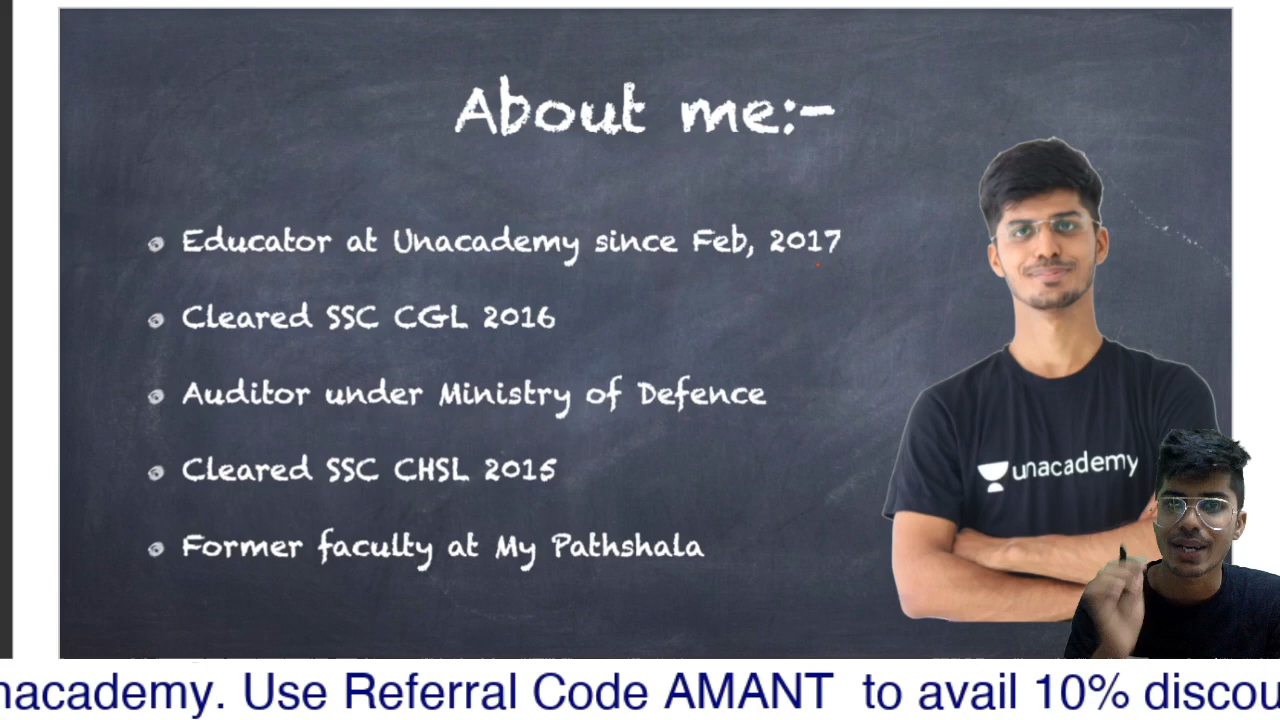 About me:-
Educator at Unacademy since Feb, 2017
Cleared SSC CGL 2016
Auditor under Ministry of Defence
Cleared SSC CHSL 2015
Former faculty at My Pathshala
unacademy
nacademy. Use Referral Code AMANT to avail 10% discou